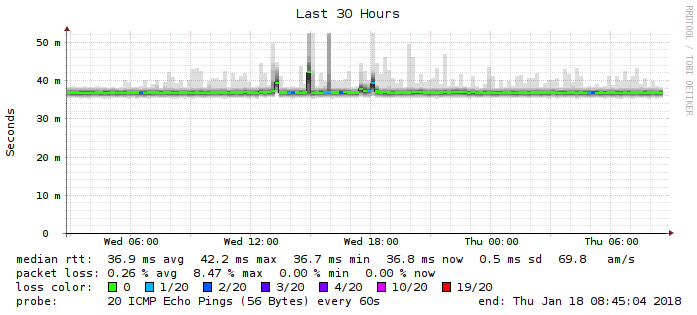 Last 30 Hours
RRDTOOL / TOBI OETIKER
Seconds
50 m
40 m
30 m
20 m
10 m
0
Wed 06:00 Wed 12:00 Wed 18:00 Thu 00:00 Thu 06:00
median rtt: 36.9 ms avg 42.2 ms max 36.7 ms min 36.8 ms now 0.5 ms sd 69.8 am/s
packet loss: 0.26 % avg 8.47 % max 0.00 % min 0.00 % now
loss color: 0 1/20 2/20 3/20 4/20 10/20 19/20
probe: 20 ICMP Echo Pings (56 Bytes) every 60s end: Thu Jan 18 08:45:04 2018